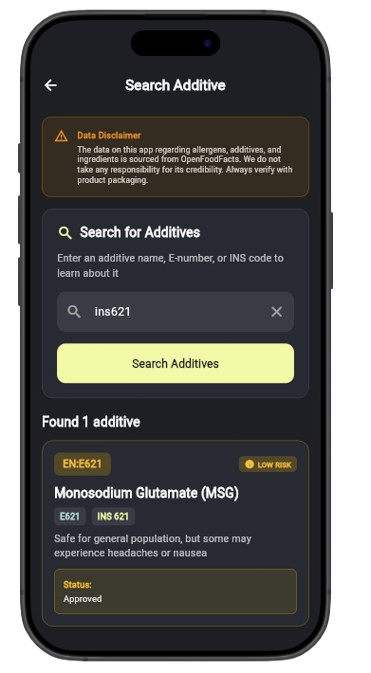 Search Additive
Data Disclaimer
The data on this app regarding allergens, additives, and
ingredients is sourced from OpenFoodFacts. We do not
take any responsibility for its credibility. Always verify with
product packaging.
Search for Additives
Enter an additive name, E-number, or INS code to
learn about it
ins621
Search Additives
Found 1 additive
EN:E621
LOW RISK
Monosodium Glutamate (MSG)
E621 INS 621
Safe for general population, but some may
experience headaches or nausea
Status:
Approved